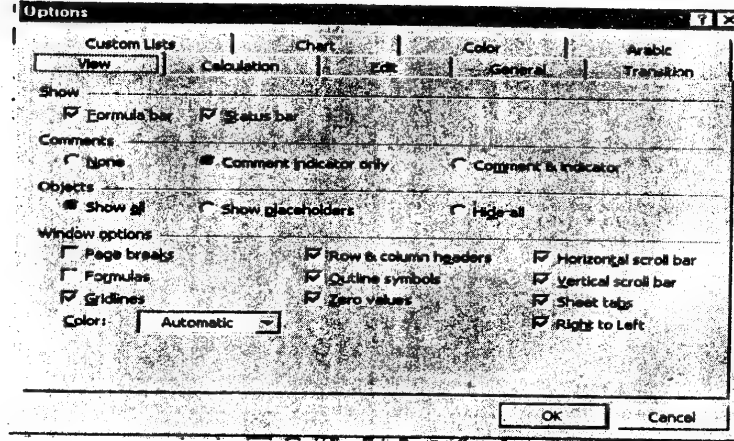 Options
Custom Lists Chart Color Arabic
View Calculation Edit General Transition
Show
Formula bar Status bar
Comments
None Comment indicator only Comment & indicator
Objects
Show all Show placeholders Hide all
Window options
Page breaks Row & column headers Horizontal scroll bar
Formulas Outline symbols Vertical scroll bar
Gridlines Zero values Sheet tabs
Color: Automatic Right to Left
OK Cancel